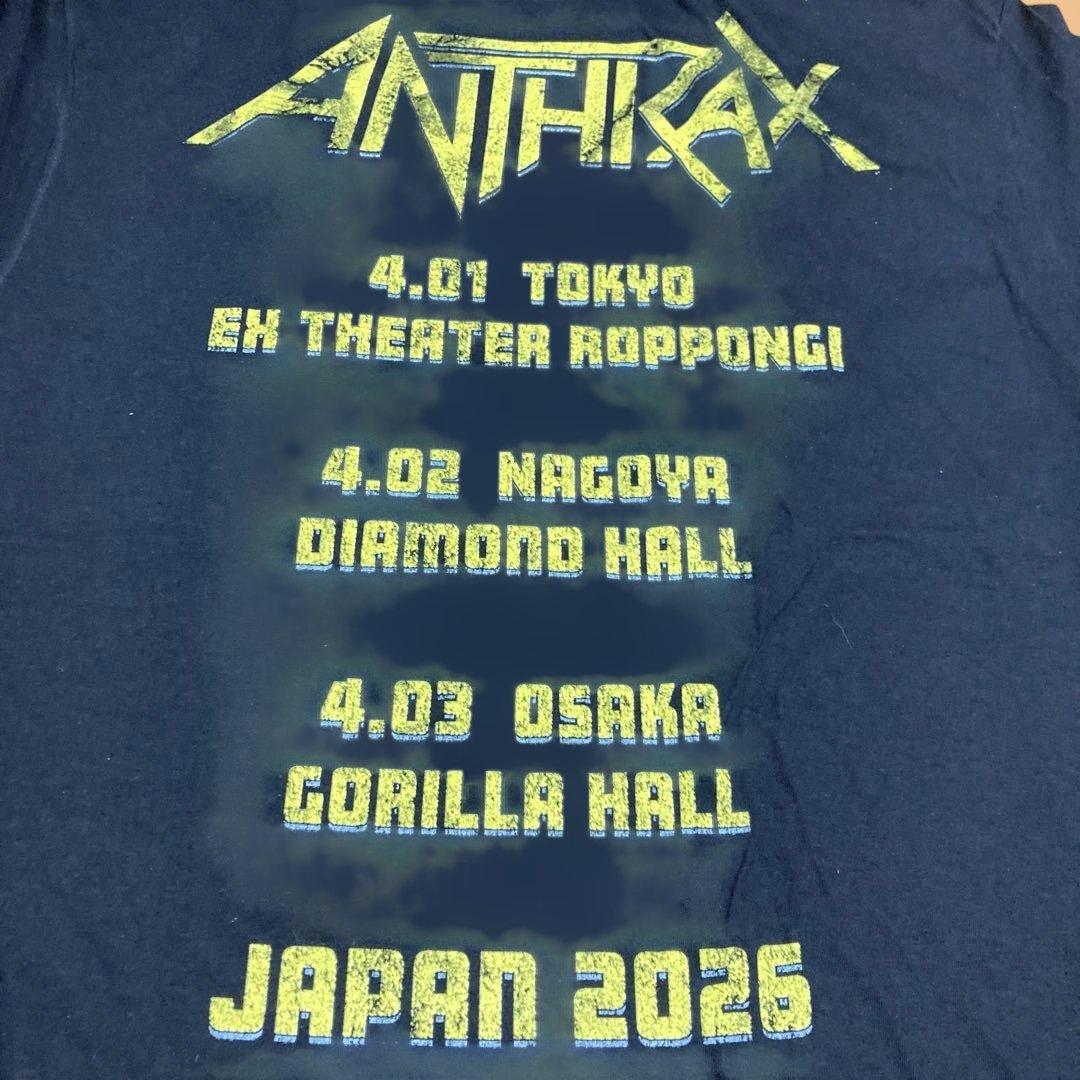 ANTHRAX
4.01 TOKYO
EX THEATER ROPPONGI
4.02 NAGOYA
DIAMOND HALL
4.03 OSAKA
GORILLA HALL
JAPAN 2026